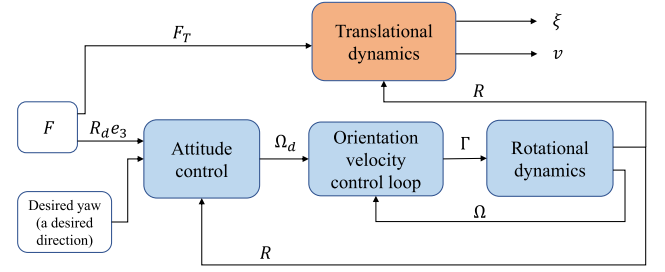 F_T
Translational
dynamics
ξ
v
R
F
R_d e_3
Attitude
control
Ω_d
Orientation
velocity
control loop
Γ
Rotational
dynamics
Desired yaw
(a desired
direction)
Ω
R